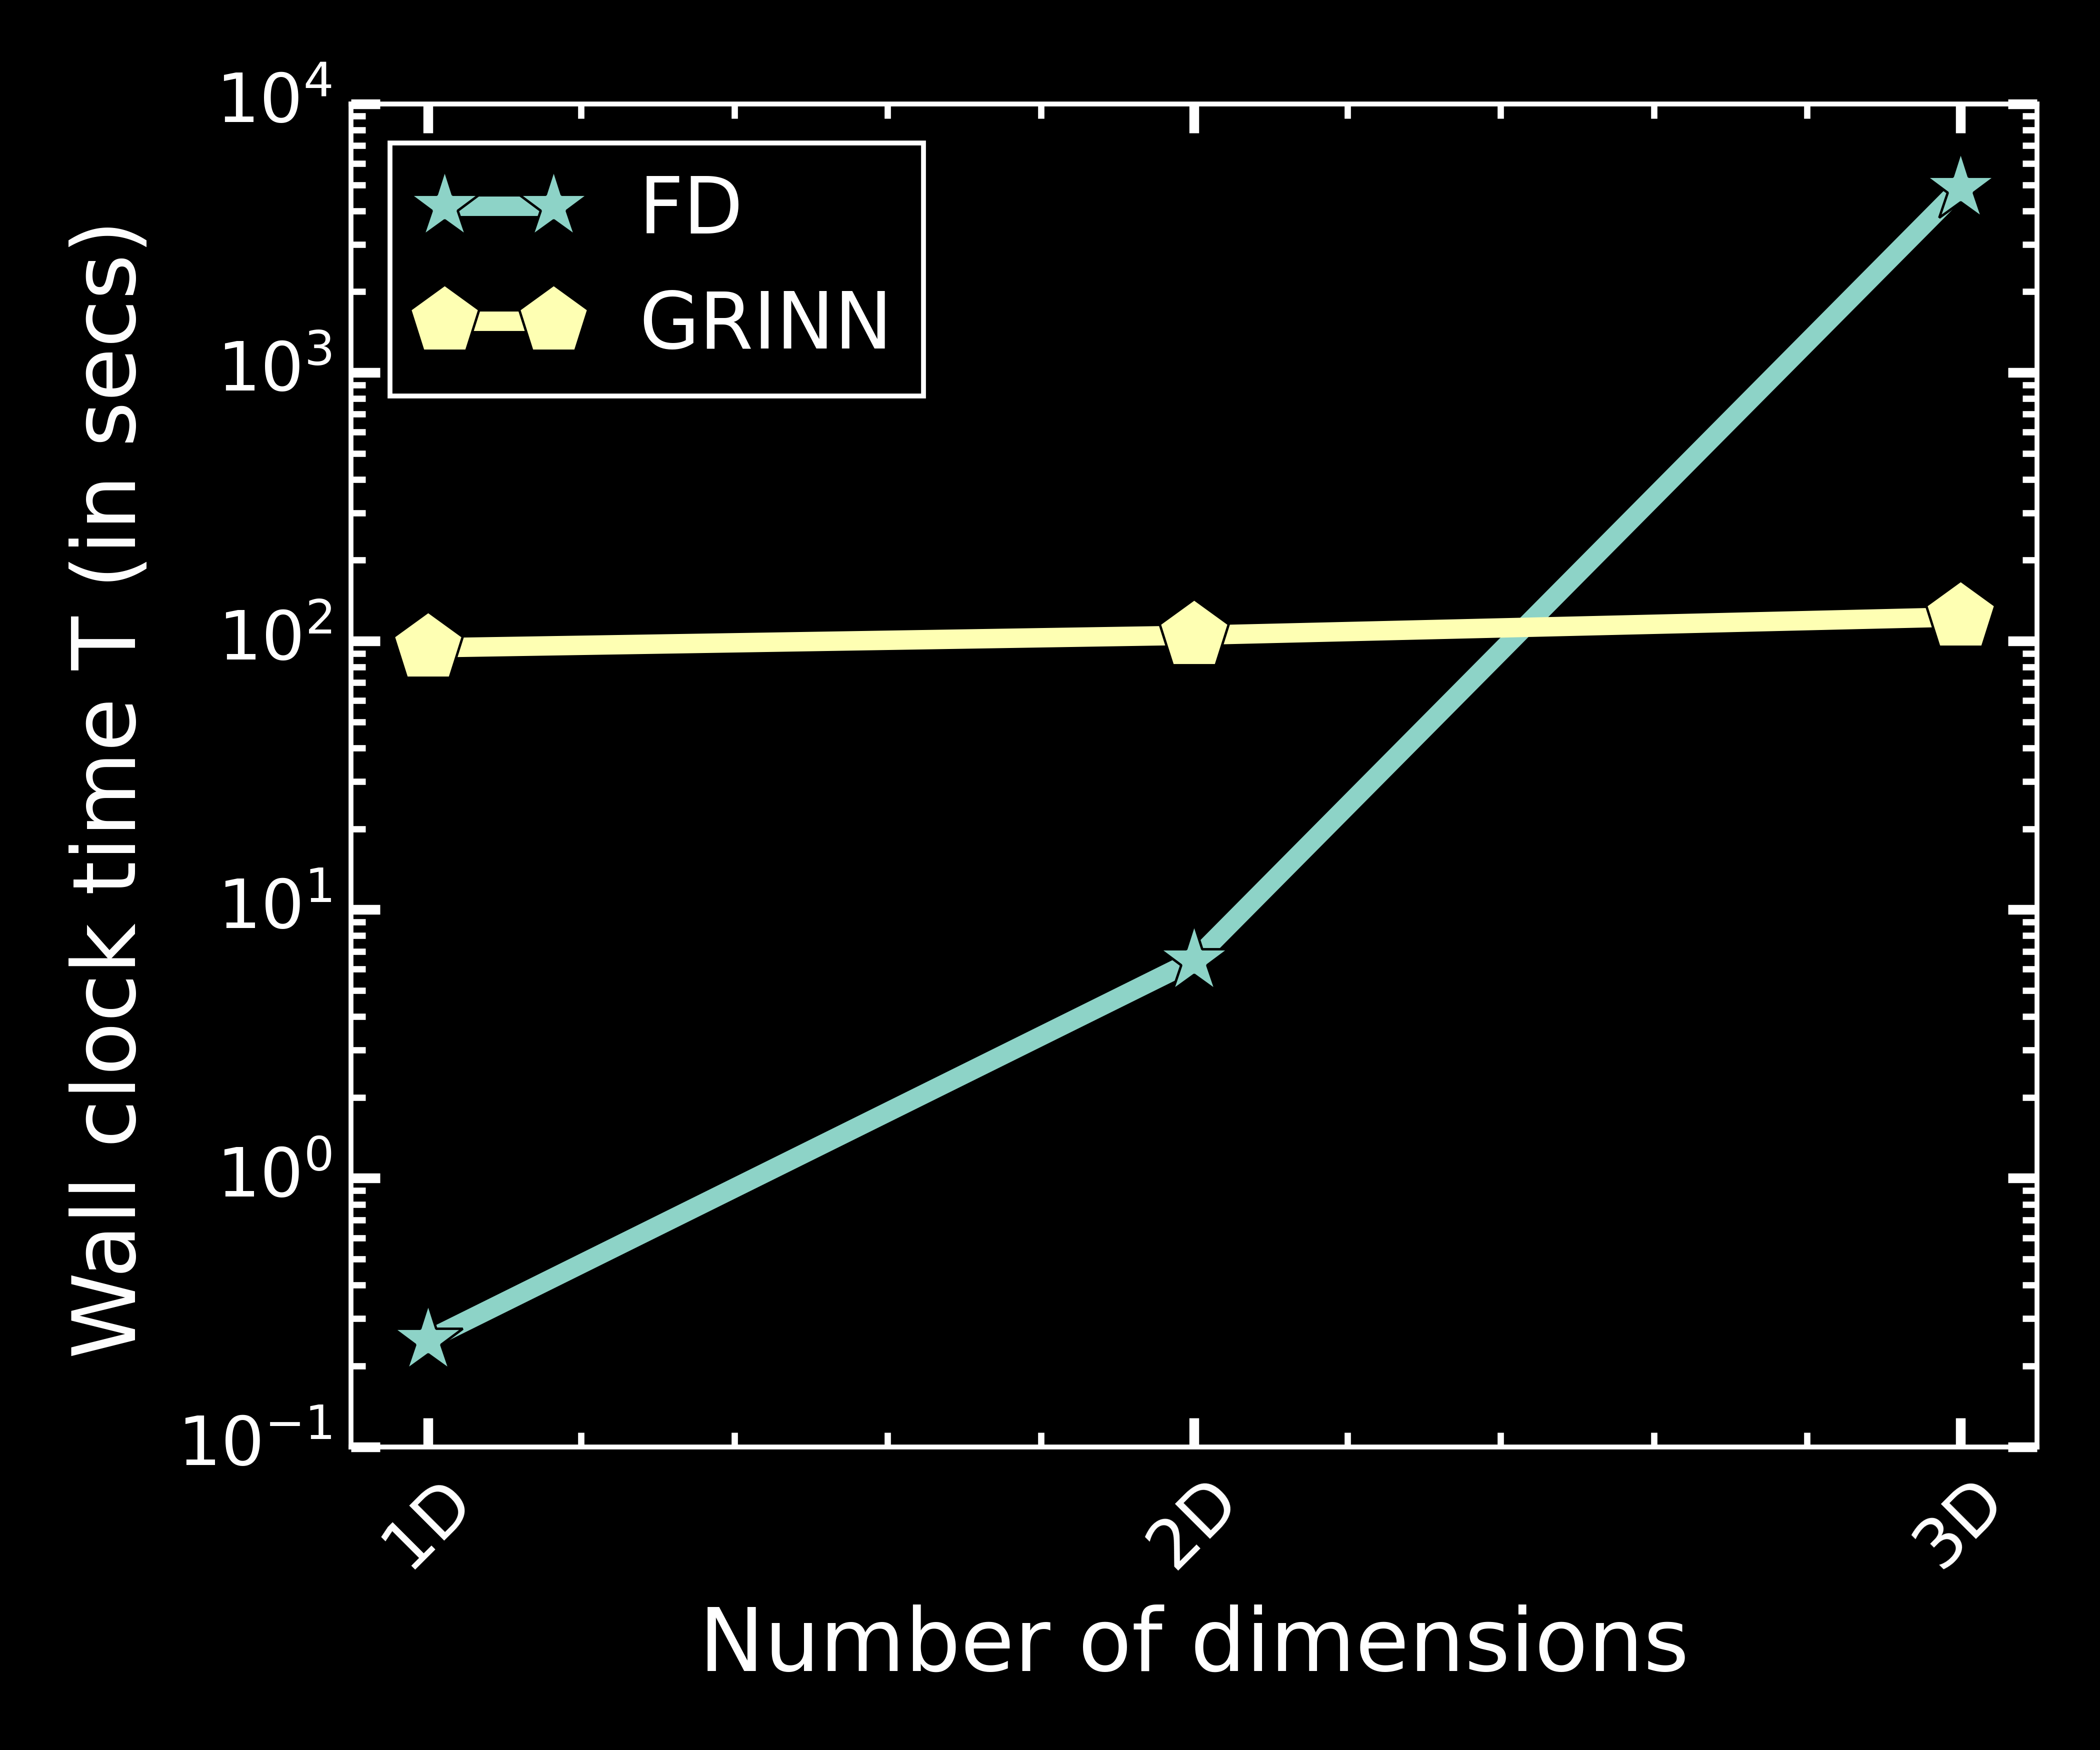 10⁴
10³
10²
10¹
10⁰
10⁻¹
Wall clock time T (in secs)
FD
GRINN
1D
2D
3D
Number of dimensions